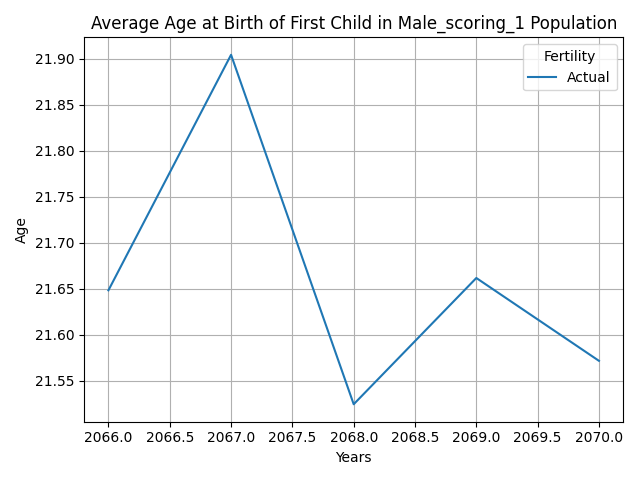 Average Age at Birth of First Child in Male_scoring_1 Population
Fertility
Actual
Age
21.90
21.85
21.80
21.75
21.70
21.65
21.60
21.55
2066.0 2066.5 2067.0 2067.5 2068.0 2068.5 2069.0 2069.5 2070.0
Years